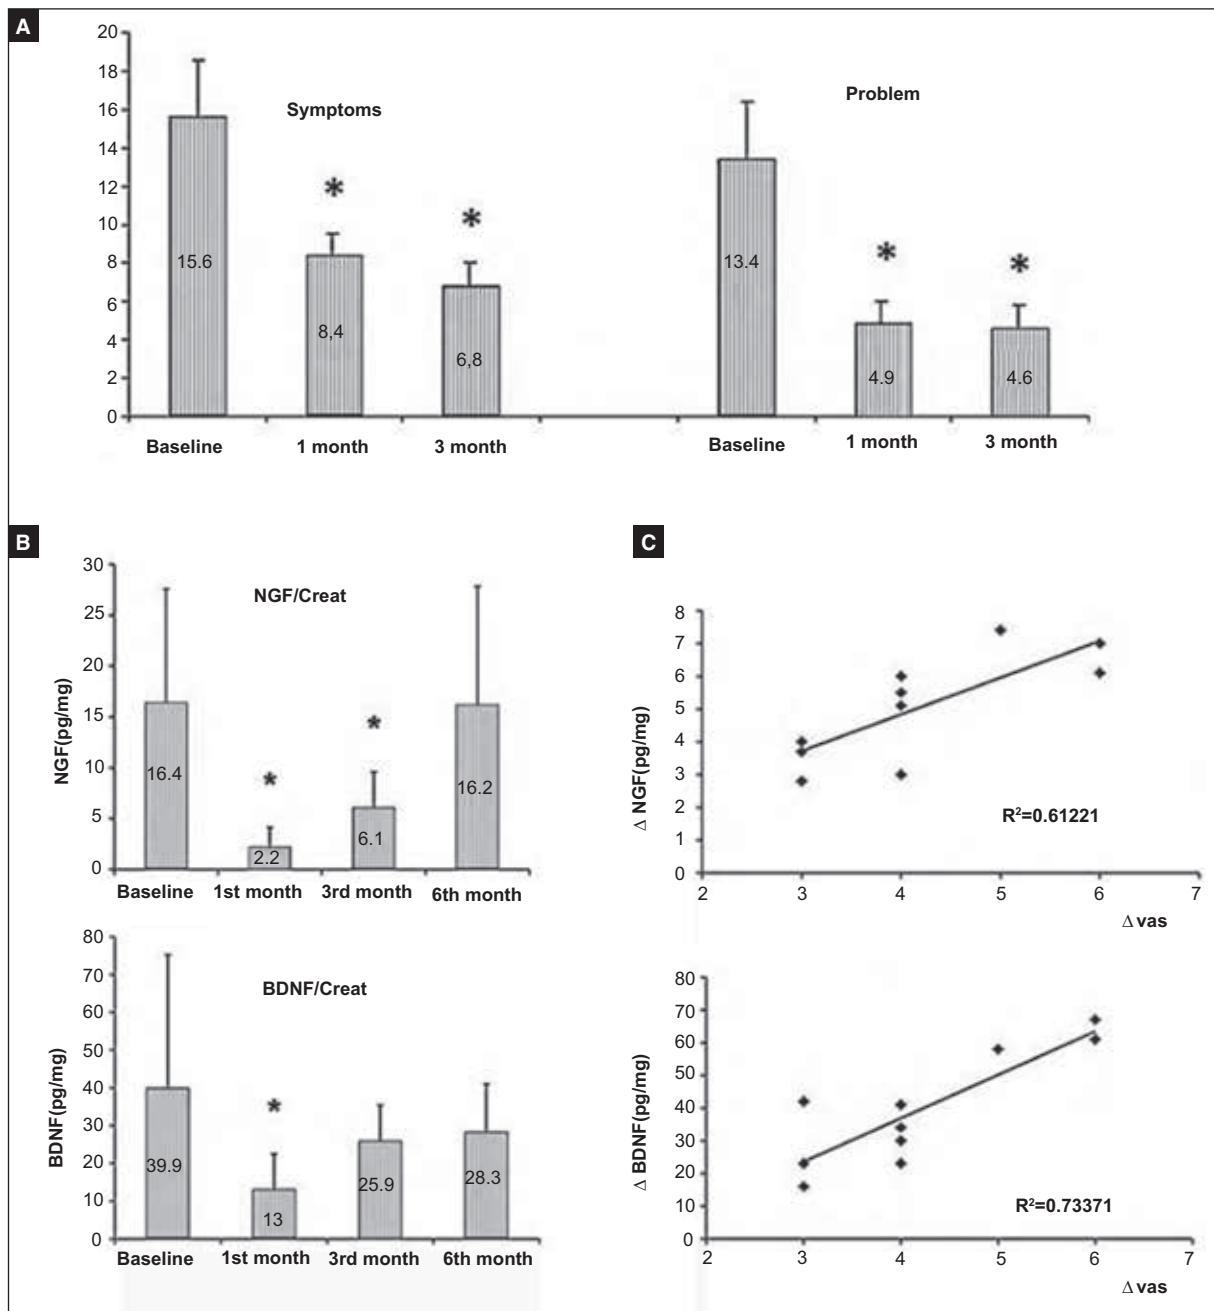 A
20
18
16
14
12
10
8
6
4
2
0
Symptoms
Problem
*
*
*
*
15.6
8,4
6,8
13.4
4.9
4.6
Baseline
1 month
3 month
Baseline
1 month
3 month
B
30
25
20
15
10
5
0
NGF(pg/mg)
NGF/Creat
*
*
16.4
2.2
6.1
16.2
Baseline
1st month
3rd month
6th month
80
70
60
50
40
30
20
10
0
BDNF(pg/mg)
BDNF/Creat
*
39.9
13
25.9
28.3
Baseline
1st month
3rd month
6th month
C
8
7
6
5
4
3
2
1
0
Δ NGF(pg/mg)
R²=0.61221
2
3
4
5
6
7
Δ vas
80
70
60
50
40
30
20
10
0
Δ BDNF(pg/mg)
R²=0.73371
2
3
4
5
6
7
Δ vas